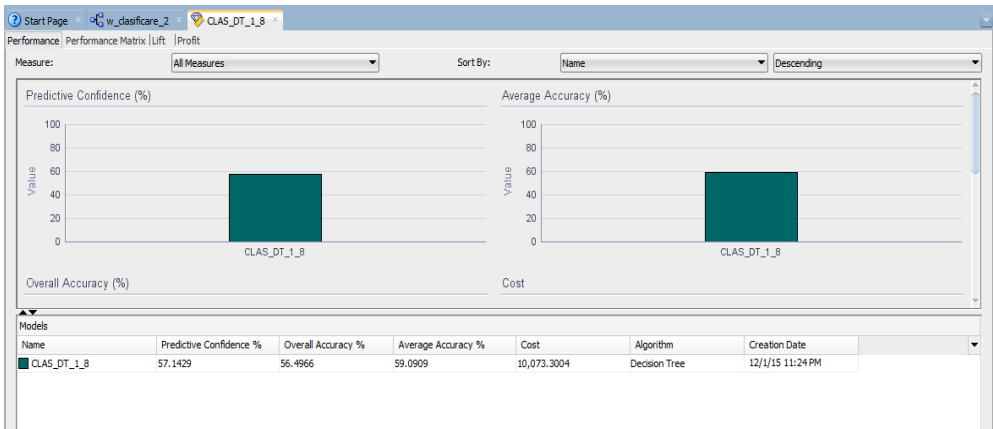 Start Page w_clasificare_2 CLAS_DT_1_8
Performance Performance Matrix Lift Profit
Measure: All Measures Sort By: Name Descending
Predictive Confidence (%) Average Accuracy (%)
100 100
80 80
60 60
40 40
20 20
0 0
Value Value
CLAS_DT_1_8 CLAS_DT_1_8
Overall Accuracy (%) Cost
Models
Name Predictive Confidence % Overall Accuracy % Average Accuracy % Cost Algorithm Creation Date
CLAS_DT_1_8 57.1429 56.4966 59.0909 10,073.3004 Decision Tree 12/1/15 11:24 PM